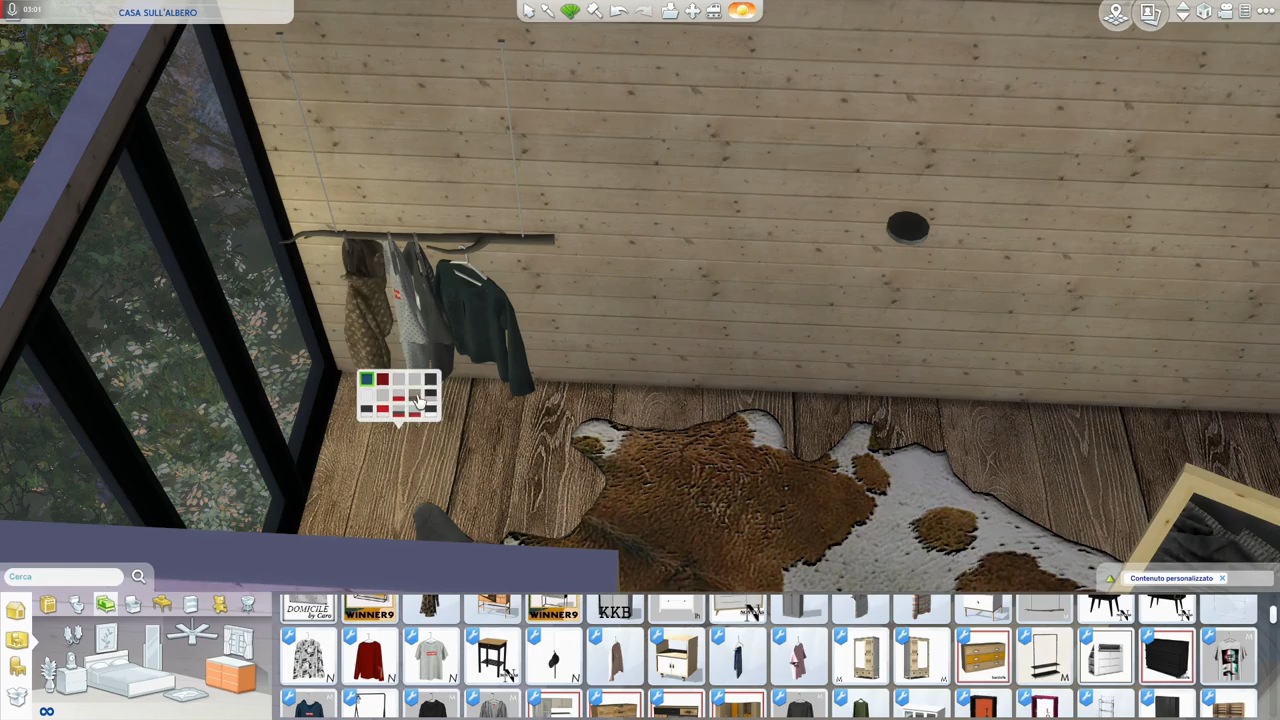 03:01
CASA SULL'ALBERO
Cerca
Contenuto personalizzato
DOMICILE
by Caro
WINNER9
WINNER9
KKB
N
N
N
N
N
N
N
M
M
M
M